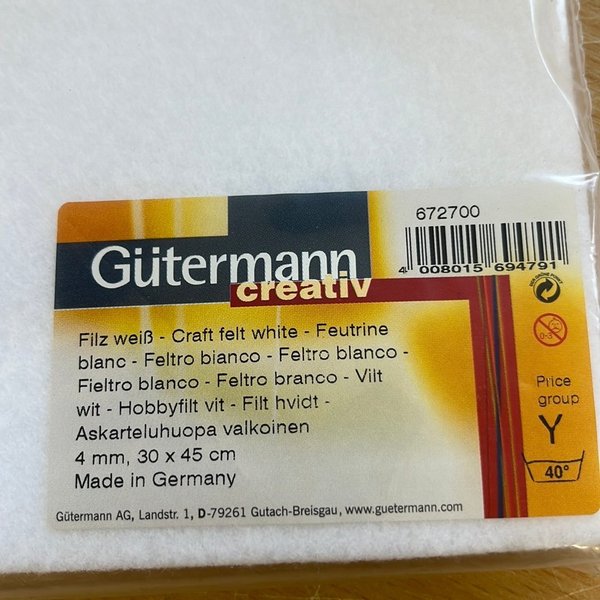 672700
4 008015 694791
Gütermann
creativ
0-3
Filz weiß - Craft felt white - Feutrine
blanc - Feltro bianco - Feltro blanco -
Fieltro blanco - Feltro branco - Vilt
wit - Hobbyfilt vit - Filt hvidt -
Askarteluhuopa valkoinen
4 mm, 30 x 45 cm
Made in Germany
Price
group
Y
40°
Gütermann AG, Landstr. 1, D-79261 Gutach-Breisgau, www.guetermann.com